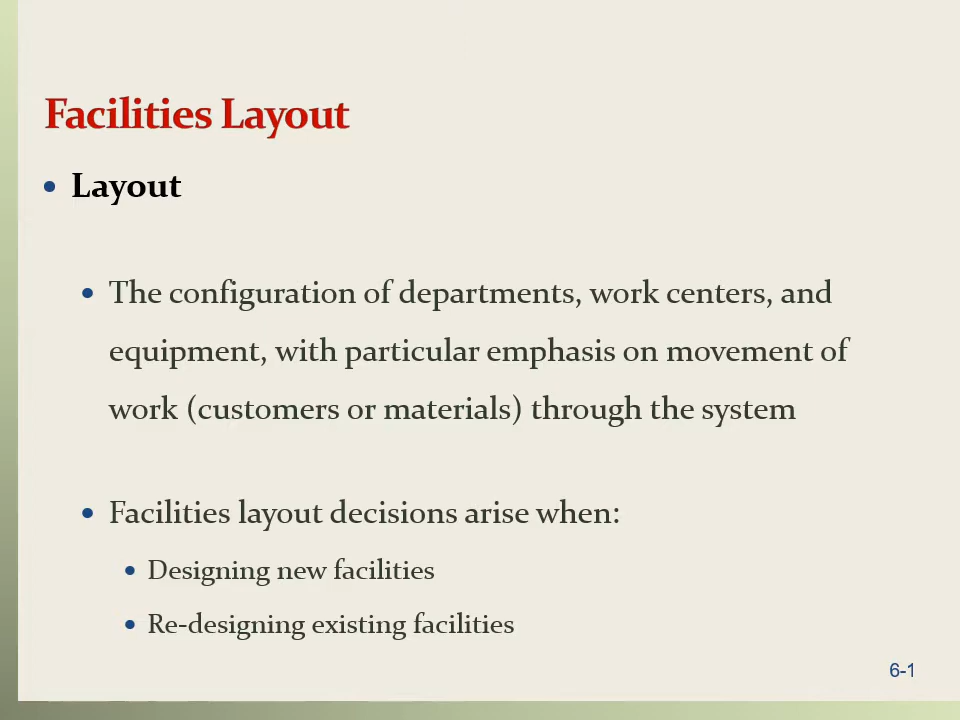 Facilities Layout
• Layout
• The configuration of departments, work centers, and
equipment, with particular emphasis on movement of
work (customers or materials) through the system
• Facilities layout decisions arise when:
• Designing new facilities
• Re-designing existing facilities
6-1